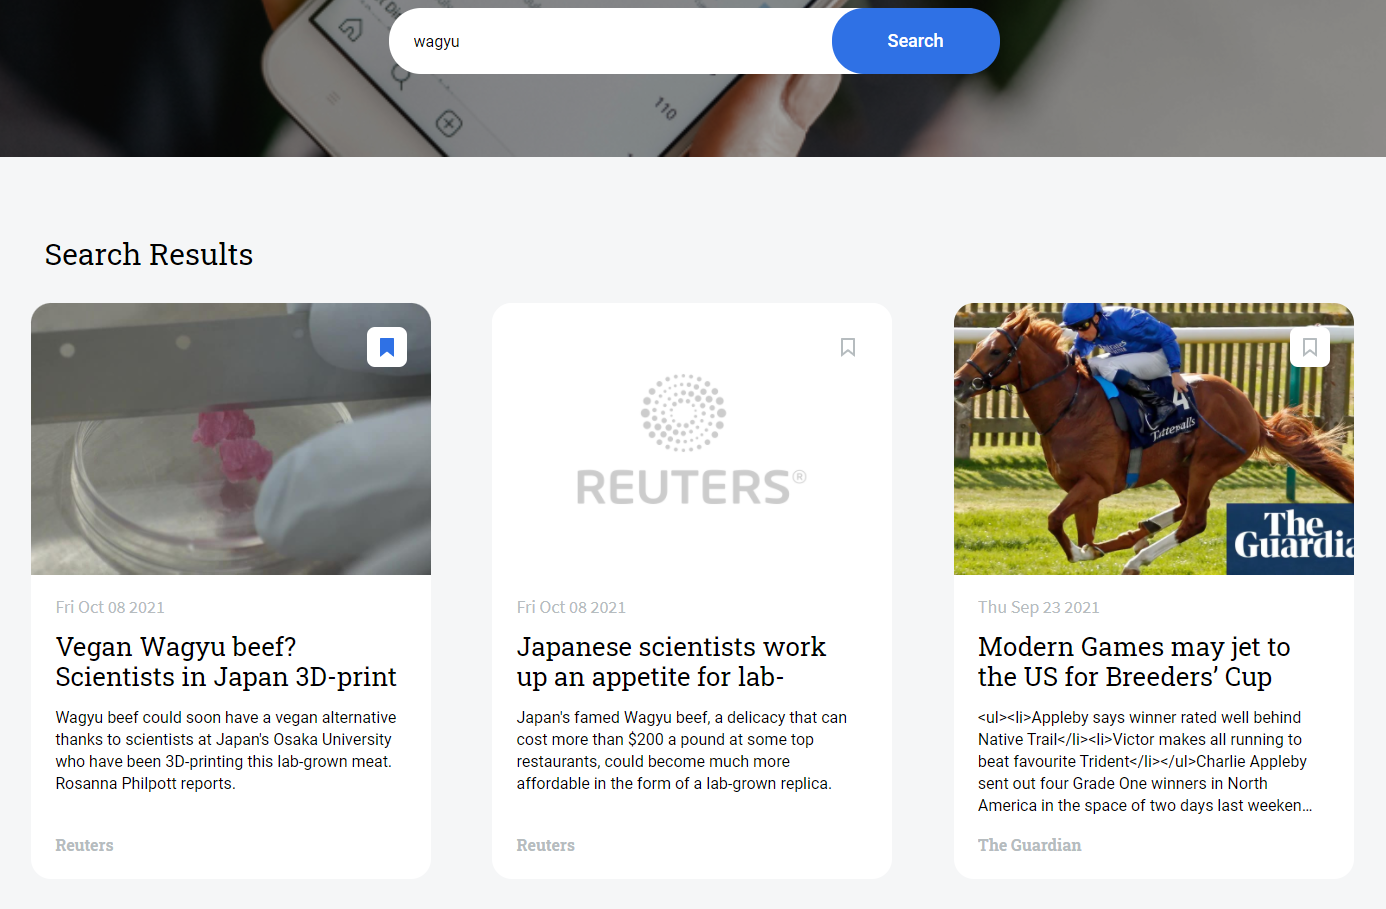 wagyu
Search
110
Search Results
REUTERS®
4
Tattersalls
The
Guardia
Fri Oct 08 2021
Vegan Wagyu beef?
Scientists in Japan 3D-print
Wagyu beef could soon have a vegan alternative
thanks to scientists at Japan's Osaka University
who have been 3D-printing this lab-grown meat.
Rosanna Philpott reports.
Reuters
Fri Oct 08 2021
Japanese scientists work
up an appetite for lab-
Japan's famed Wagyu beef, a delicacy that can
cost more than $200 a pound at some top
restaurants, could become much more
affordable in the form of a lab-grown replica.
Reuters
Thu Sep 23 2021
Modern Games may jet to
the US for Breeders’ Cup
<ul><li>Appleby says winner rated well behind
Native Trail</li><li>Victor makes all running to
beat favourite Trident</li></ul>Charlie Appleby
sent out four Grade One winners in North
America in the space of two days last weeken...
The Guardian